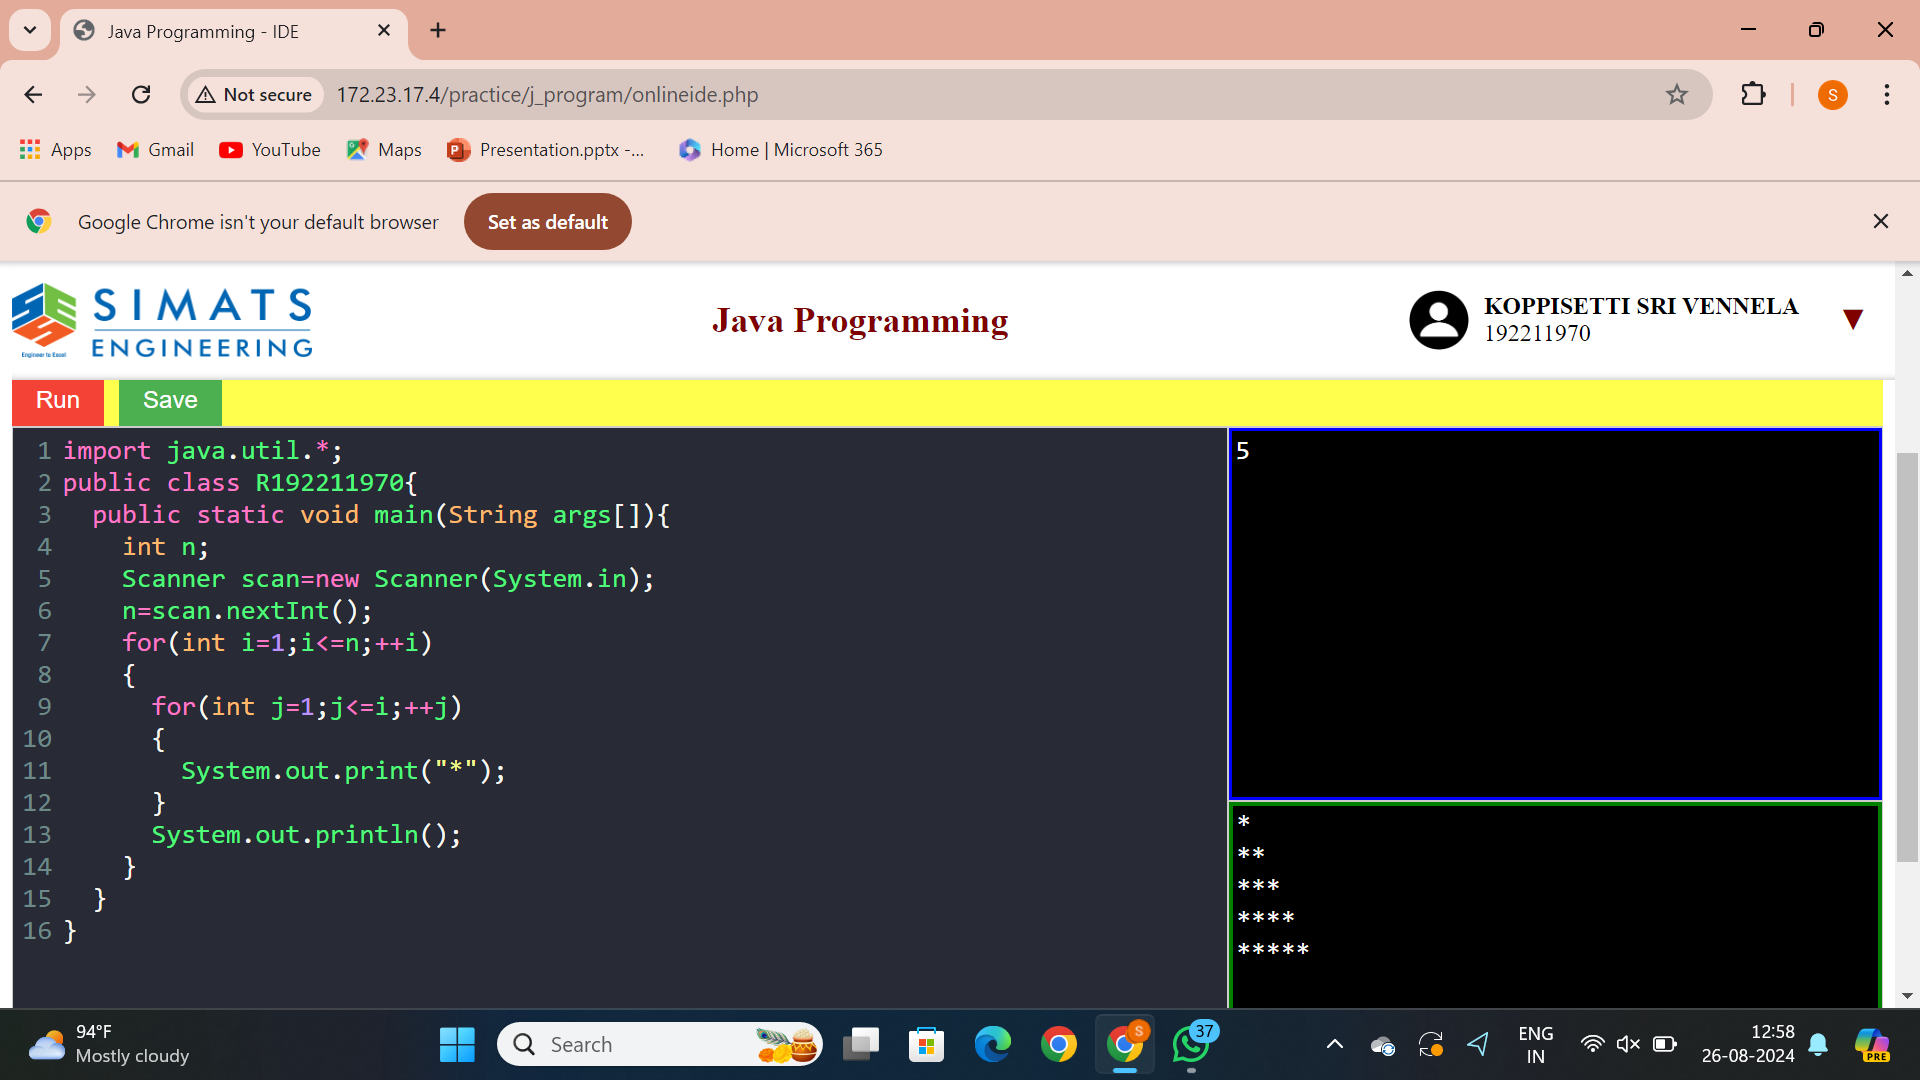 Java Programming - IDE
Not secure
172.23.17.4/practice/j_program/onlineide.php
S
Apps
Gmail
YouTube
Maps
Presentation.pptx -...
Home | Microsoft 365
Google Chrome isn't your default browser
Set as default
SIMATS
ENGINEERING
Engineer to Excel
Java Programming
KOPPISETTI SRI VENNELA
192211970
Run
Save
1 import java.util.*;
2 public class R192211970{
3   public static void main(String args[]){
4     int n;
5     Scanner scan=new Scanner(System.in);
6     n=scan.nextInt();
7     for(int i=1;i<=n;++i)
8     {
9       for(int j=1;j<=i;++j)
10       {
11         System.out.print("*");
12       }
13       System.out.println();
14     }
15   }
16 }
5
*
**
***
****
*****
94°F
Mostly cloudy
Search
S
37
ENG
IN
12:58
26-08-2024
PRE